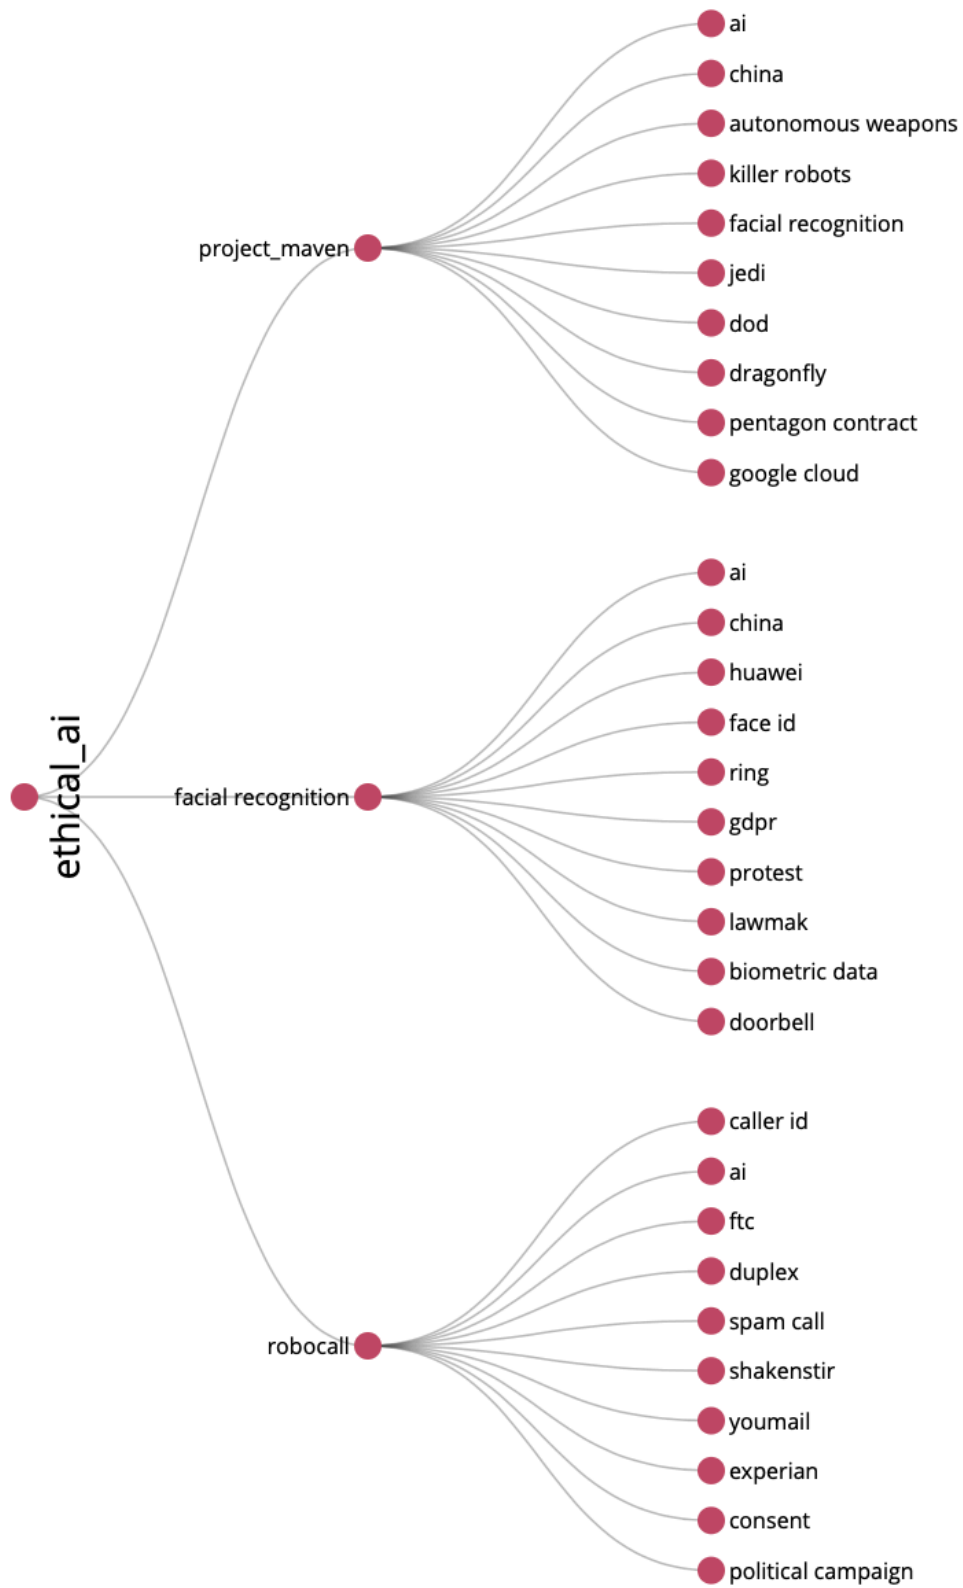 ethical_ai
project_maven
ai
china
autonomous weapons
killer robots
facial recognition
jedi
dod
dragonfly
pentagon contract
google cloud
facial recognition
ai
china
huawei
face id
ring
gdpr
protest
lawmak
biometric data
doorbell
robocall
caller id
ai
ftc
duplex
spam call
shakenstir
youmail
experian
consent
political campaign